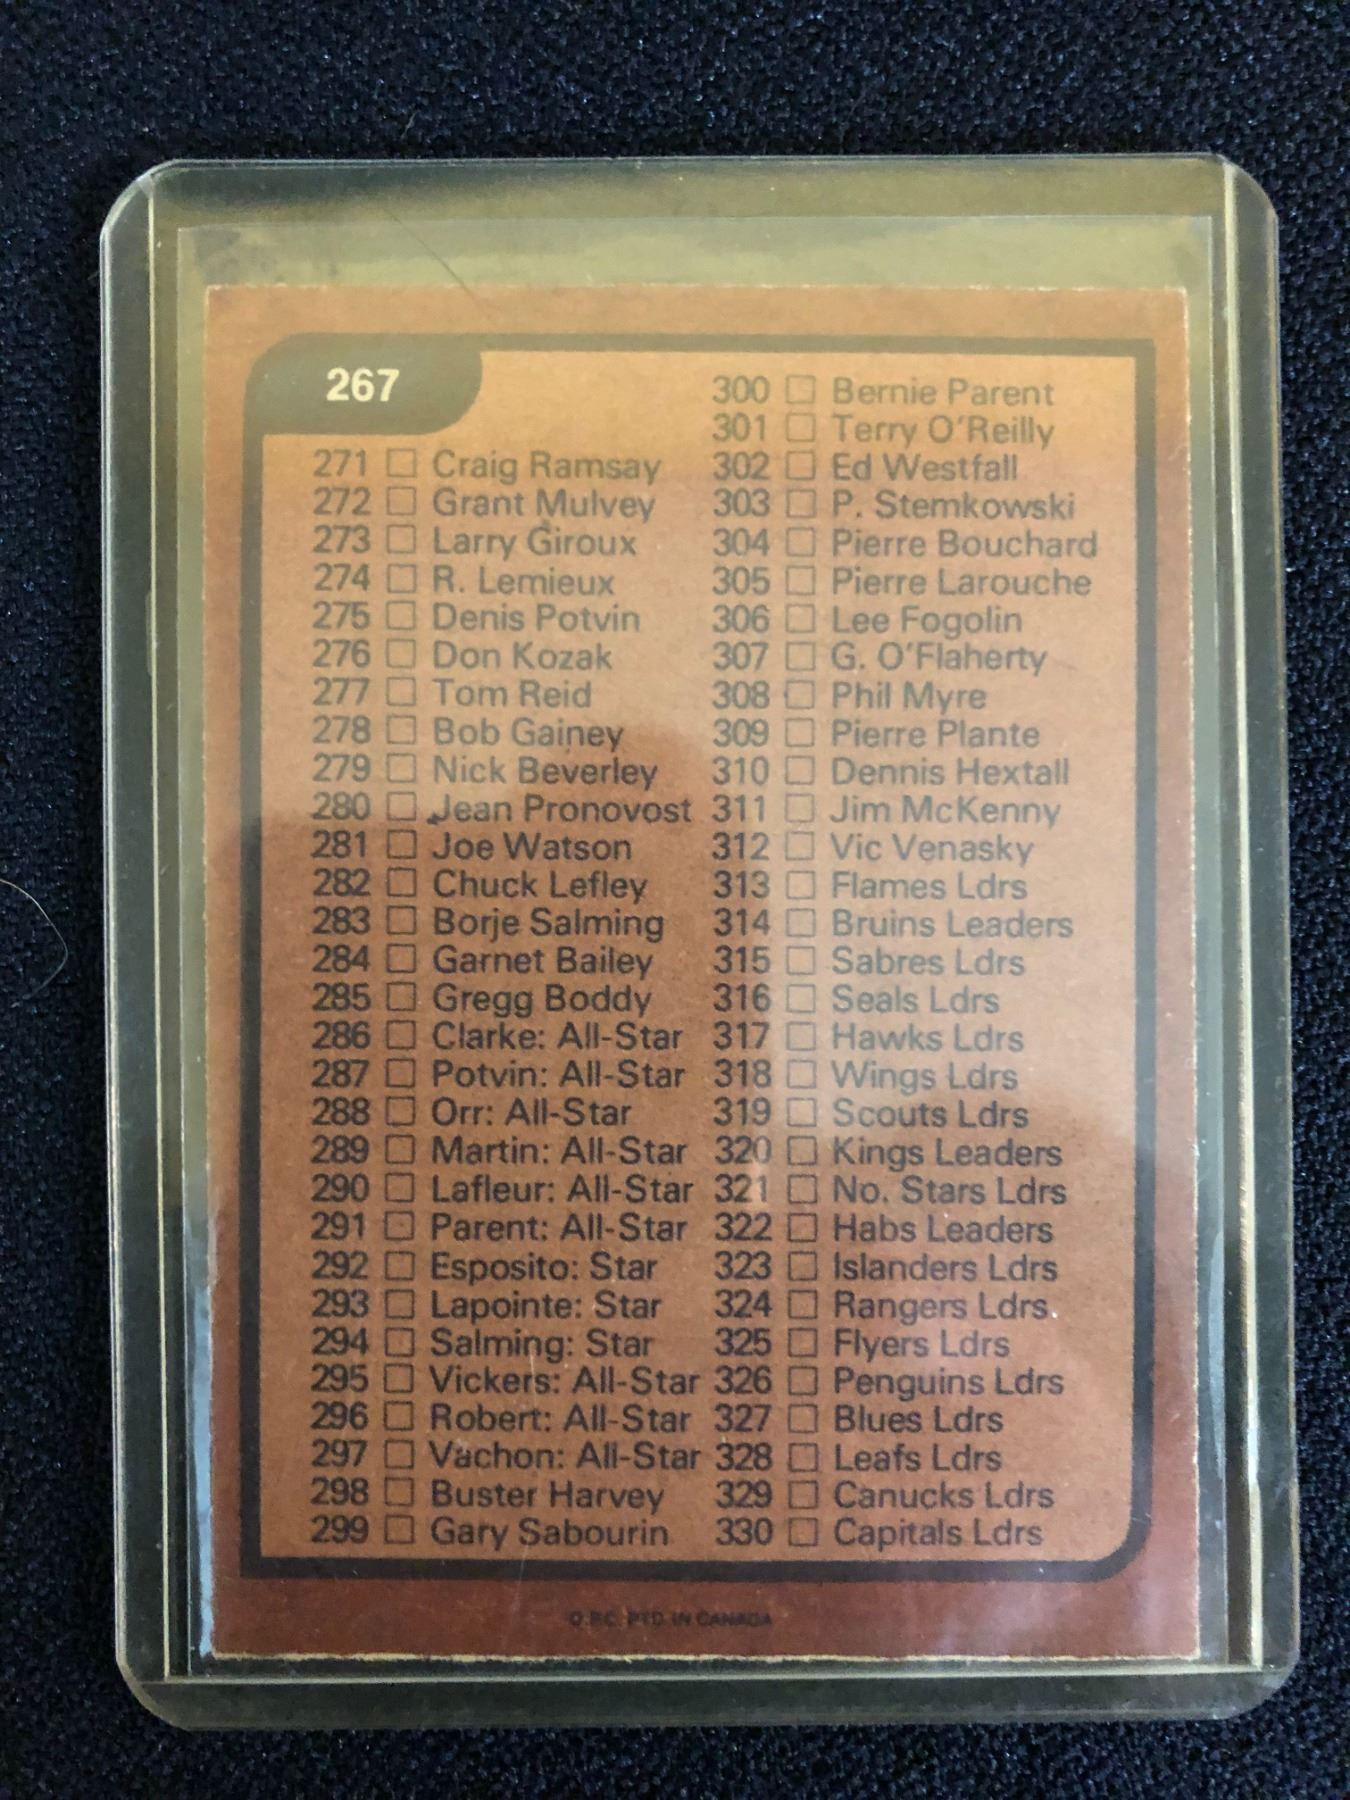 267
271 □ Craig Ramsay
272 □ Grant Mulvey
273 □ Larry Giroux
274 □ R. Lemieux
275 □ Denis Potvin
276 □ Don Kozak
277 □ Tom Reid
278 □ Bob Gainey
279 □ Nick Beverley
280 □ Jean Pronovost
281 □ Joe Watson
282 □ Chuck Lefley
283 □ Borje Salming
284 □ Garnet Bailey
285 □ Gregg Boddy
286 □ Clarke: All-Star
287 □ Potvin: All-Star
288 □ Orr: All-Star
289 □ Martin: All-Star
290 □ Lafleur: All-Star
291 □ Parent: All-Star
292 □ Esposito: Star
293 □ Lapointe: Star
294 □ Salming: Star
295 □ Vickers: All-Star
296 □ Robert: All-Star
297 □ Vachon: All-Star
298 □ Buster Harvey
299 □ Gary Sabourin
300 □ Bernie Parent
301 □ Terry O'Reilly
302 □ Ed Westfall
303 □ P. Stemkowski
304 □ Pierre Bouchard
305 □ Pierre Larouche
306 □ Lee Fogolin
307 □ G. O'Flaherty
308 □ Phil Myre
309 □ Pierre Plante
310 □ Dennis Hextall
311 □ Jim McKenny
312 □ Vic Venasky
313 □ Flames Ldrs
314 □ Bruins Leaders
315 □ Sabres Ldrs
316 □ Seals Ldrs
317 □ Hawks Ldrs
318 □ Wings Ldrs
319 □ Scouts Ldrs
320 □ Kings Leaders
321 □ No. Stars Ldrs
322 □ Habs Leaders
323 □ Islanders Ldrs
324 □ Rangers Ldrs.
325 □ Flyers Ldrs
326 □ Penguins Ldrs
327 □ Blues Ldrs
328 □ Leafs Ldrs
329 □ Canucks Ldrs
330 □ Capitals Ldrs
O.P.C. PTD. IN CANADA